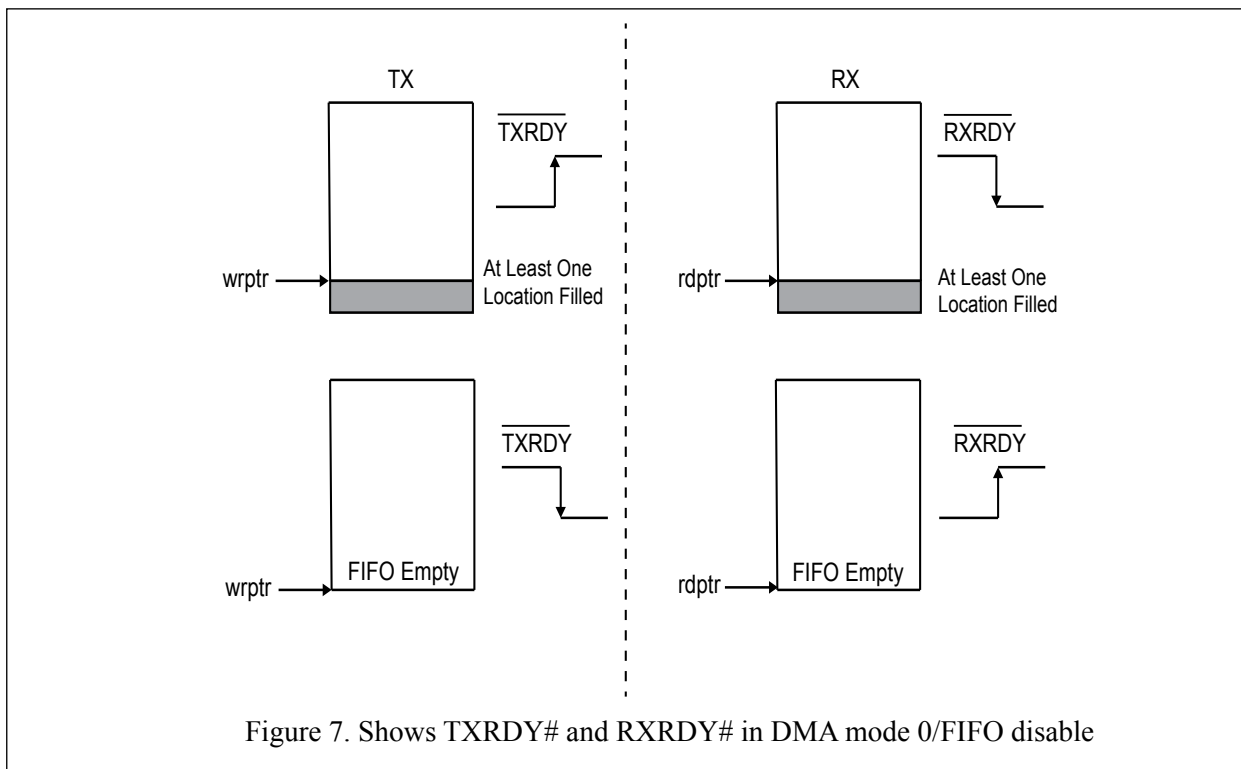 TX
TXRDY
wrptr
At Least One
Location Filled
TXRDY
FIFO Empty
wrptr
RX
RXRDY
rdptr
At Least One
Location Filled
RXRDY
FIFO Empty
rdptr
Figure 7. Shows TXRDY# and RXRDY# in DMA mode 0/FIFO disable